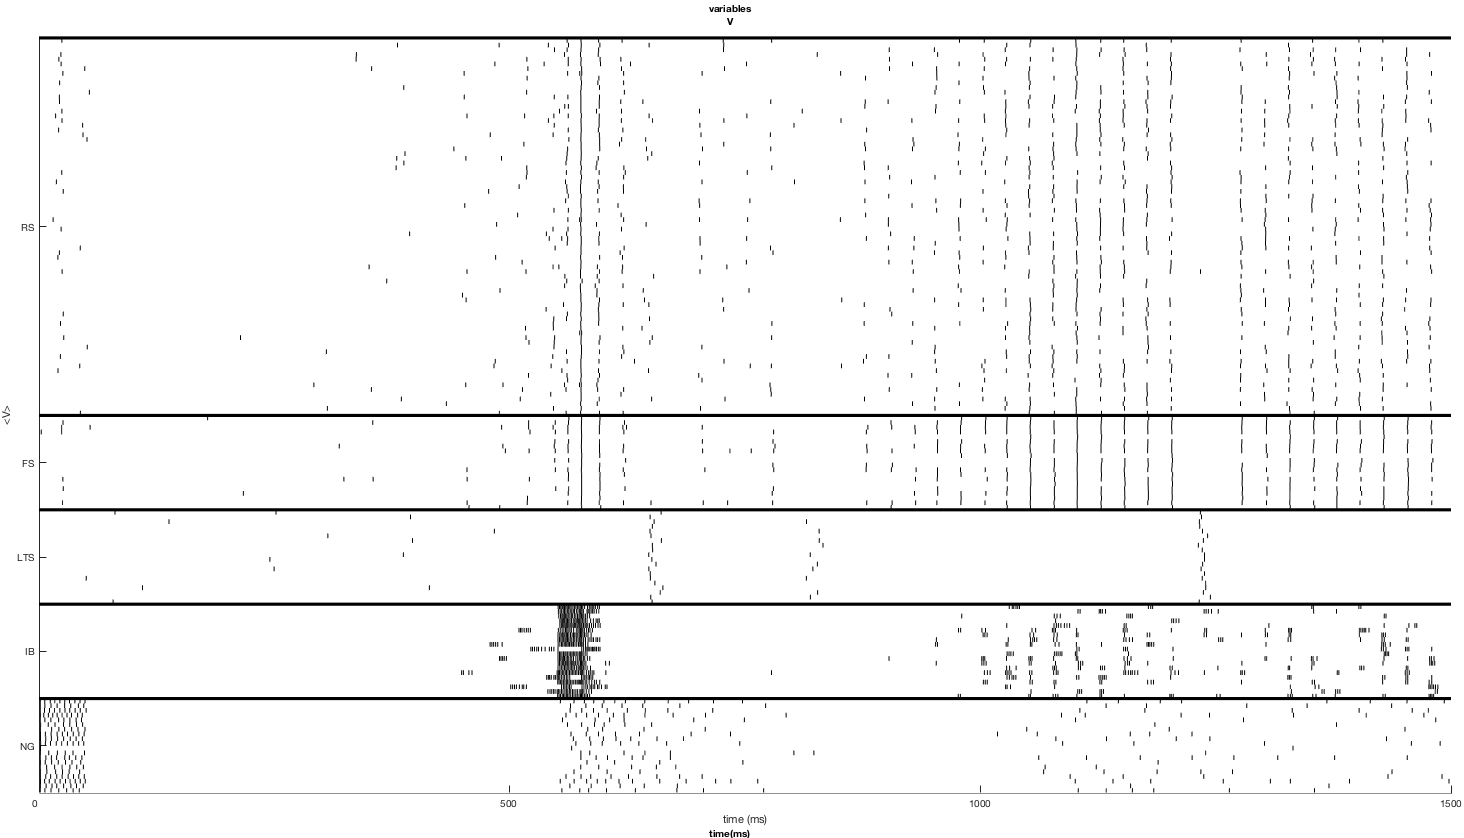 variables
V
RS
FS
LTS
IB
NG
<V>
0
500
1000
1500
time (ms)
time(ms)